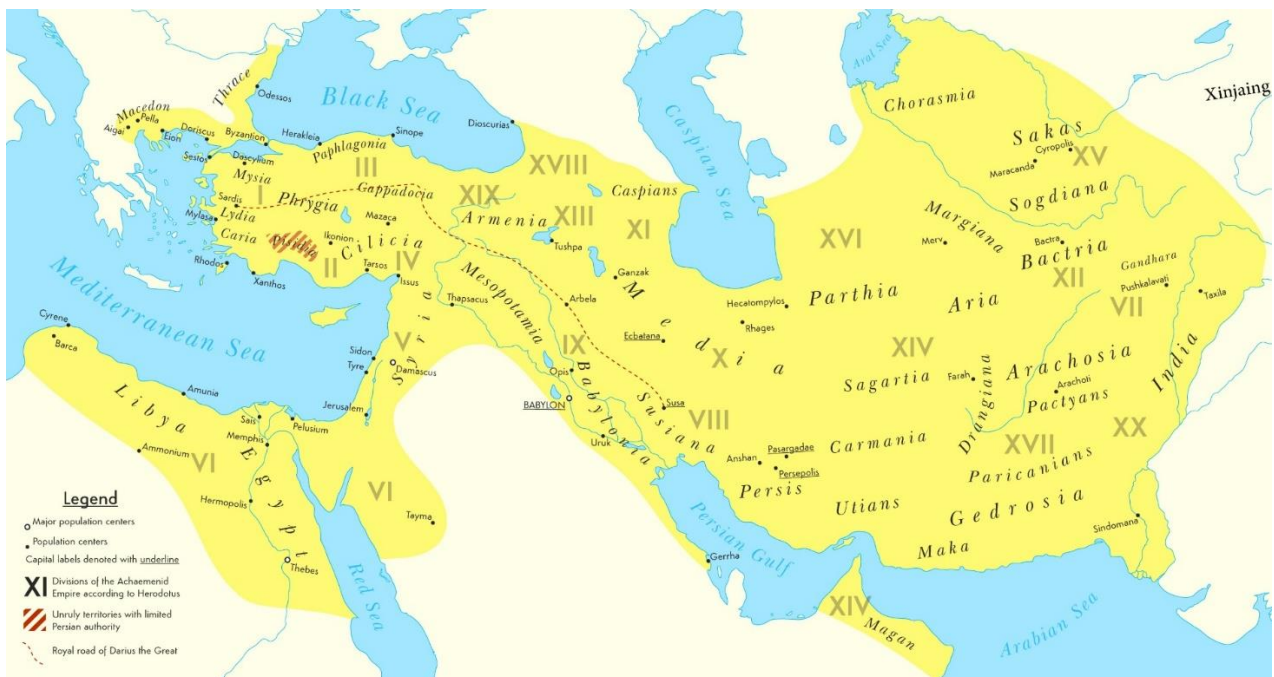 Black Sea
Caspian Sea
Aral Sea
Mediterranean Sea
Red Sea
Persian Gulf
Arabian Sea
Xinjaing
Thrace
Odessos
Macedon
Pella
Aigai
Eion
Doriscus
Byzantion
Herakleia
Sinope
Dioscurias
Sestos
Dascylium
Paphlagonia
Mysia
III
XVIII
I
Phrygia
Cappadocia
XIX
Caspians
Sardis
Mylasa
Lydia
Mazaca
Armenia
XIII
XI
Caria
Pisidia
Ikonion
Cilicia
Tushpa
Rhodos
Xanthos
II
Tarsos
IV
Issus
Ganzak
Thapsacus
Mesopotamia
Arbela
Media
Cyrene
Barca
Sidon
Tyre
V
Syria
Damascus
IX
Ecbatana
Rhages
Hecatompylos
X
Opis
BABYLON
Babylonia
Susiana
Susa
Uruk
VIII
Libya
Amunia
Jerusalem
Sais
Pelusium
Memphis
Ammonium
VI
Egypt
Hermopolis
VI
Tayma
Thebes
Chorasmia
Sakas
Cyropolis
XV
Maracanda
Sogdiana
Margiana
XVI
Merv
Bactra
Bactria
Gandhara
XII
Pushkalavati
VII
Taxila
Parthia
Aria
XIV
Sagartia
Farah
Drangiana
Arachosia
Arachoti
Pactyans
India
Anshan
Pasargadae
Persepolis
Persis
Carmania
XVII
XX
Paricanians
Utians
Gedrosia
Sindomana
Maka
Gerrha
XIV
Magan
Legend
Major population centers
Population centers
Capital labels denoted with underline
XI Divisions of the Achaemenid
Empire according to Herodotus
Unruly territories with limited
Persian authority
Royal road of Darius the Great